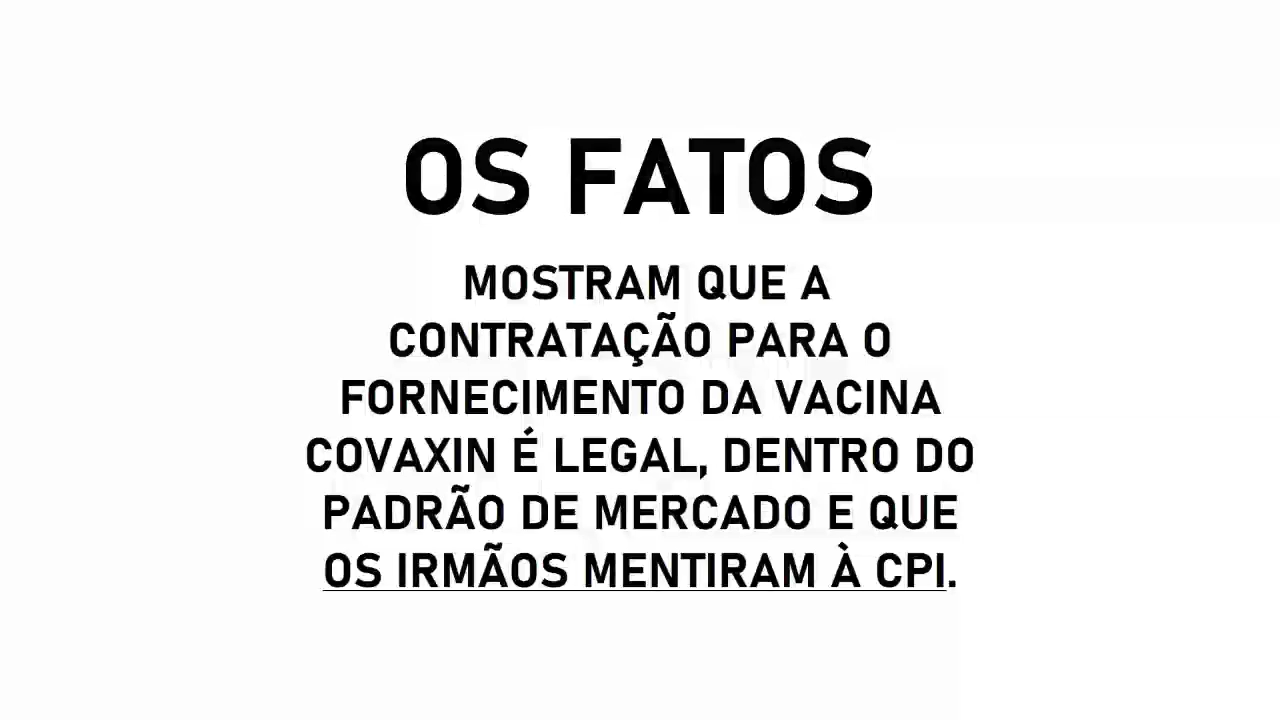 OS FATOS
MOSTRAM QUE A
CONTRATAÇÃO PARA O
FORNECIMENTO DA VACINA
COVAXIN É LEGAL, DENTRO DO
PADRÃO DE MERCADO E QUE
OS IRMÃOS MENTIRAM À CPI.